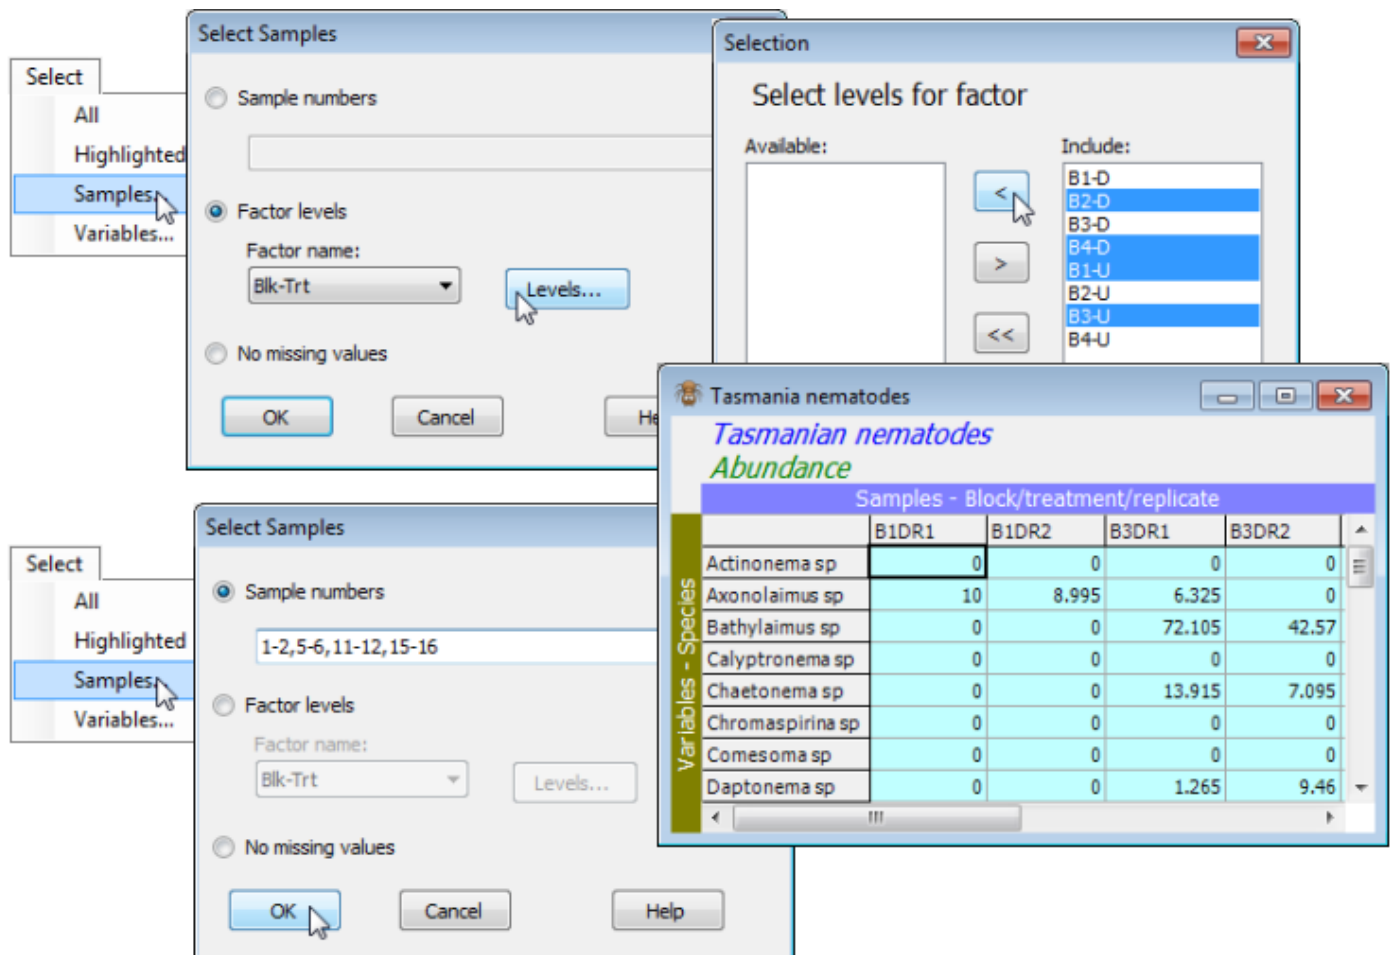 Select
All
Highlighted
Samples...
Variables...
Select Samples
Sample numbers
Factor levels
Factor name:
Blk-Trt
Levels...
No missing values
OK
Cancel
Selection
Select levels for factor
Available:
Include:
<
>
<<
B1-D
B2-D
B3-D
B4-D
B1-U
B2-U
B3-U
B4-U
Select
All
Highlighted
Samples...
Variables...
Select Samples
Sample numbers
1-2,5-6,11-12,15-16
Factor levels
Factor name:
Blk-Trt
Levels...
No missing values
OK
Cancel
Help
Tasmania nematodes
Tasmanian nematodes
Abundance
Samples - Block/treatment/replicate
Variables - Species
B1DR1 B1DR2 B3DR1 B3DR2
Actinonema sp 0 0 0 0
Axonolaimus sp 10 8.995 6.325 0
Bathylaimus sp 0 0 72.105 42.57
Calyptronema sp 0 0 0 0
Chaetonema sp 0 0 13.915 7.095
Chromaspirina sp 0 0 0 0
Comesoma sp 0 0 0 0
Daptonema sp 0 0 1.265 9.46